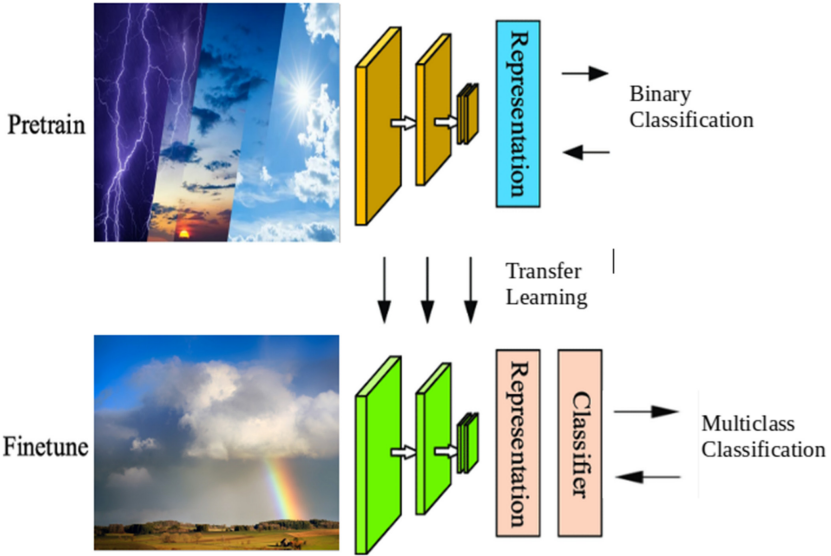 Pretrain
Representation
Binary
Classification
Transfer
Learning
Finetune
Representation
Classifier
Multiclass
Classification